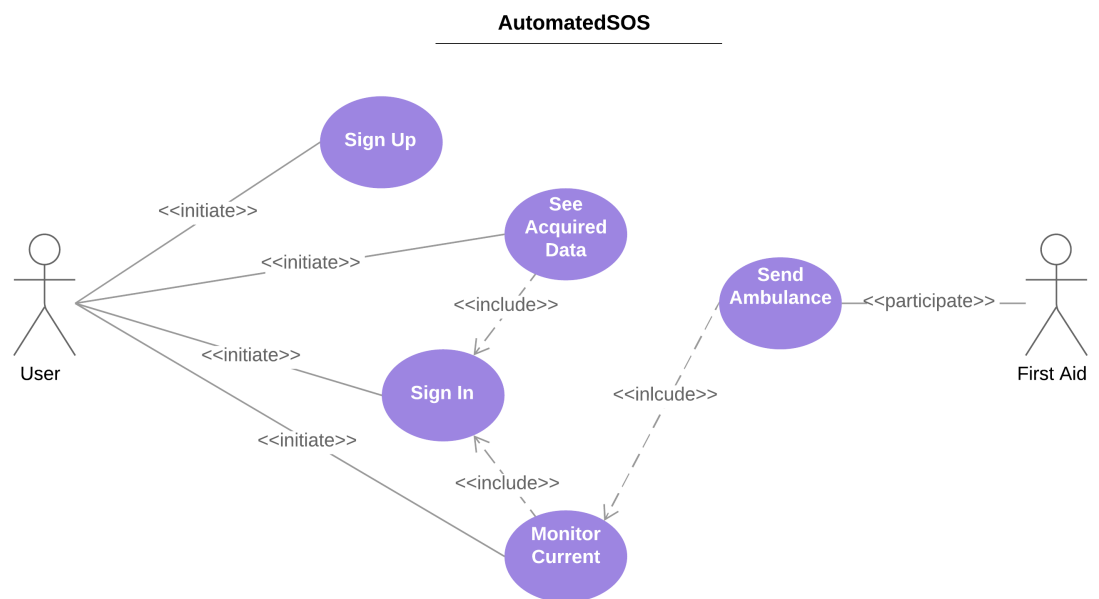 AutomatedSOS
Sign Up
<<initiate>>
See
Acquired
Data
<<initiate>>
Send
Ambulance
<<participate>>
<<include>>
<<initiate>>
User
First Aid
Sign In
<<inlcude>>
<<initiate>>
<<include>>
Monitor
Current